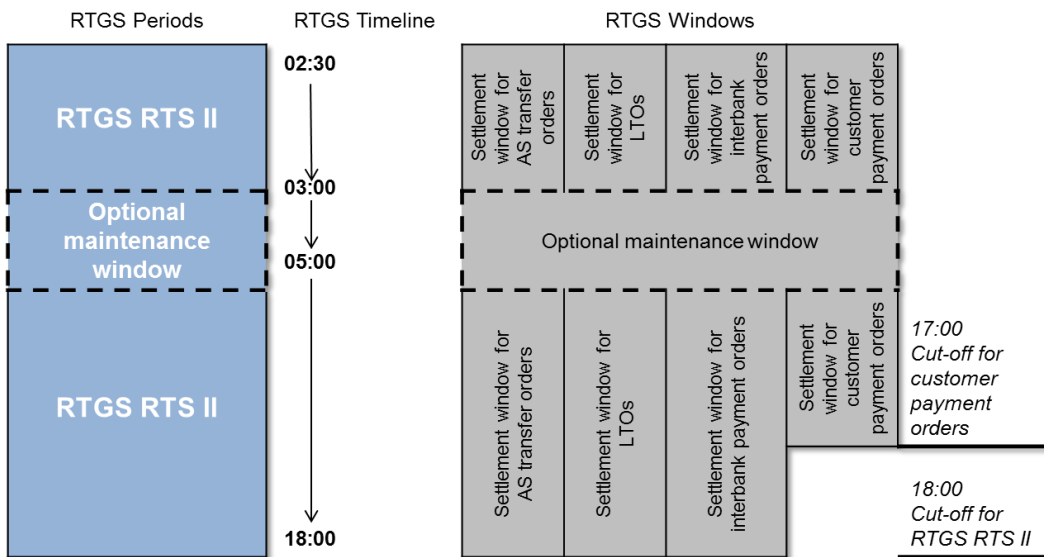 RTGS Periods
RTGS Timeline
RTGS Windows
02:30
RTGS RTS II
Settlement
window for
AS transfer
orders
Settlement
window for
LTOs
Settlement
window for
interbank
payment orders
Settlement
window for
customer
payment orders
03:00
Optional
maintenance
window
05:00
Optional maintenance window
RTGS RTS II
Settlement window for
AS transfer orders
Settlement window for
LTOs
Settlement window for
interbank payment orders
Settlement
window for
customer
payment orders
17:00
Cut-off for
customer
payment
orders
18:00
18:00
Cut-off for
RTGS RTS II